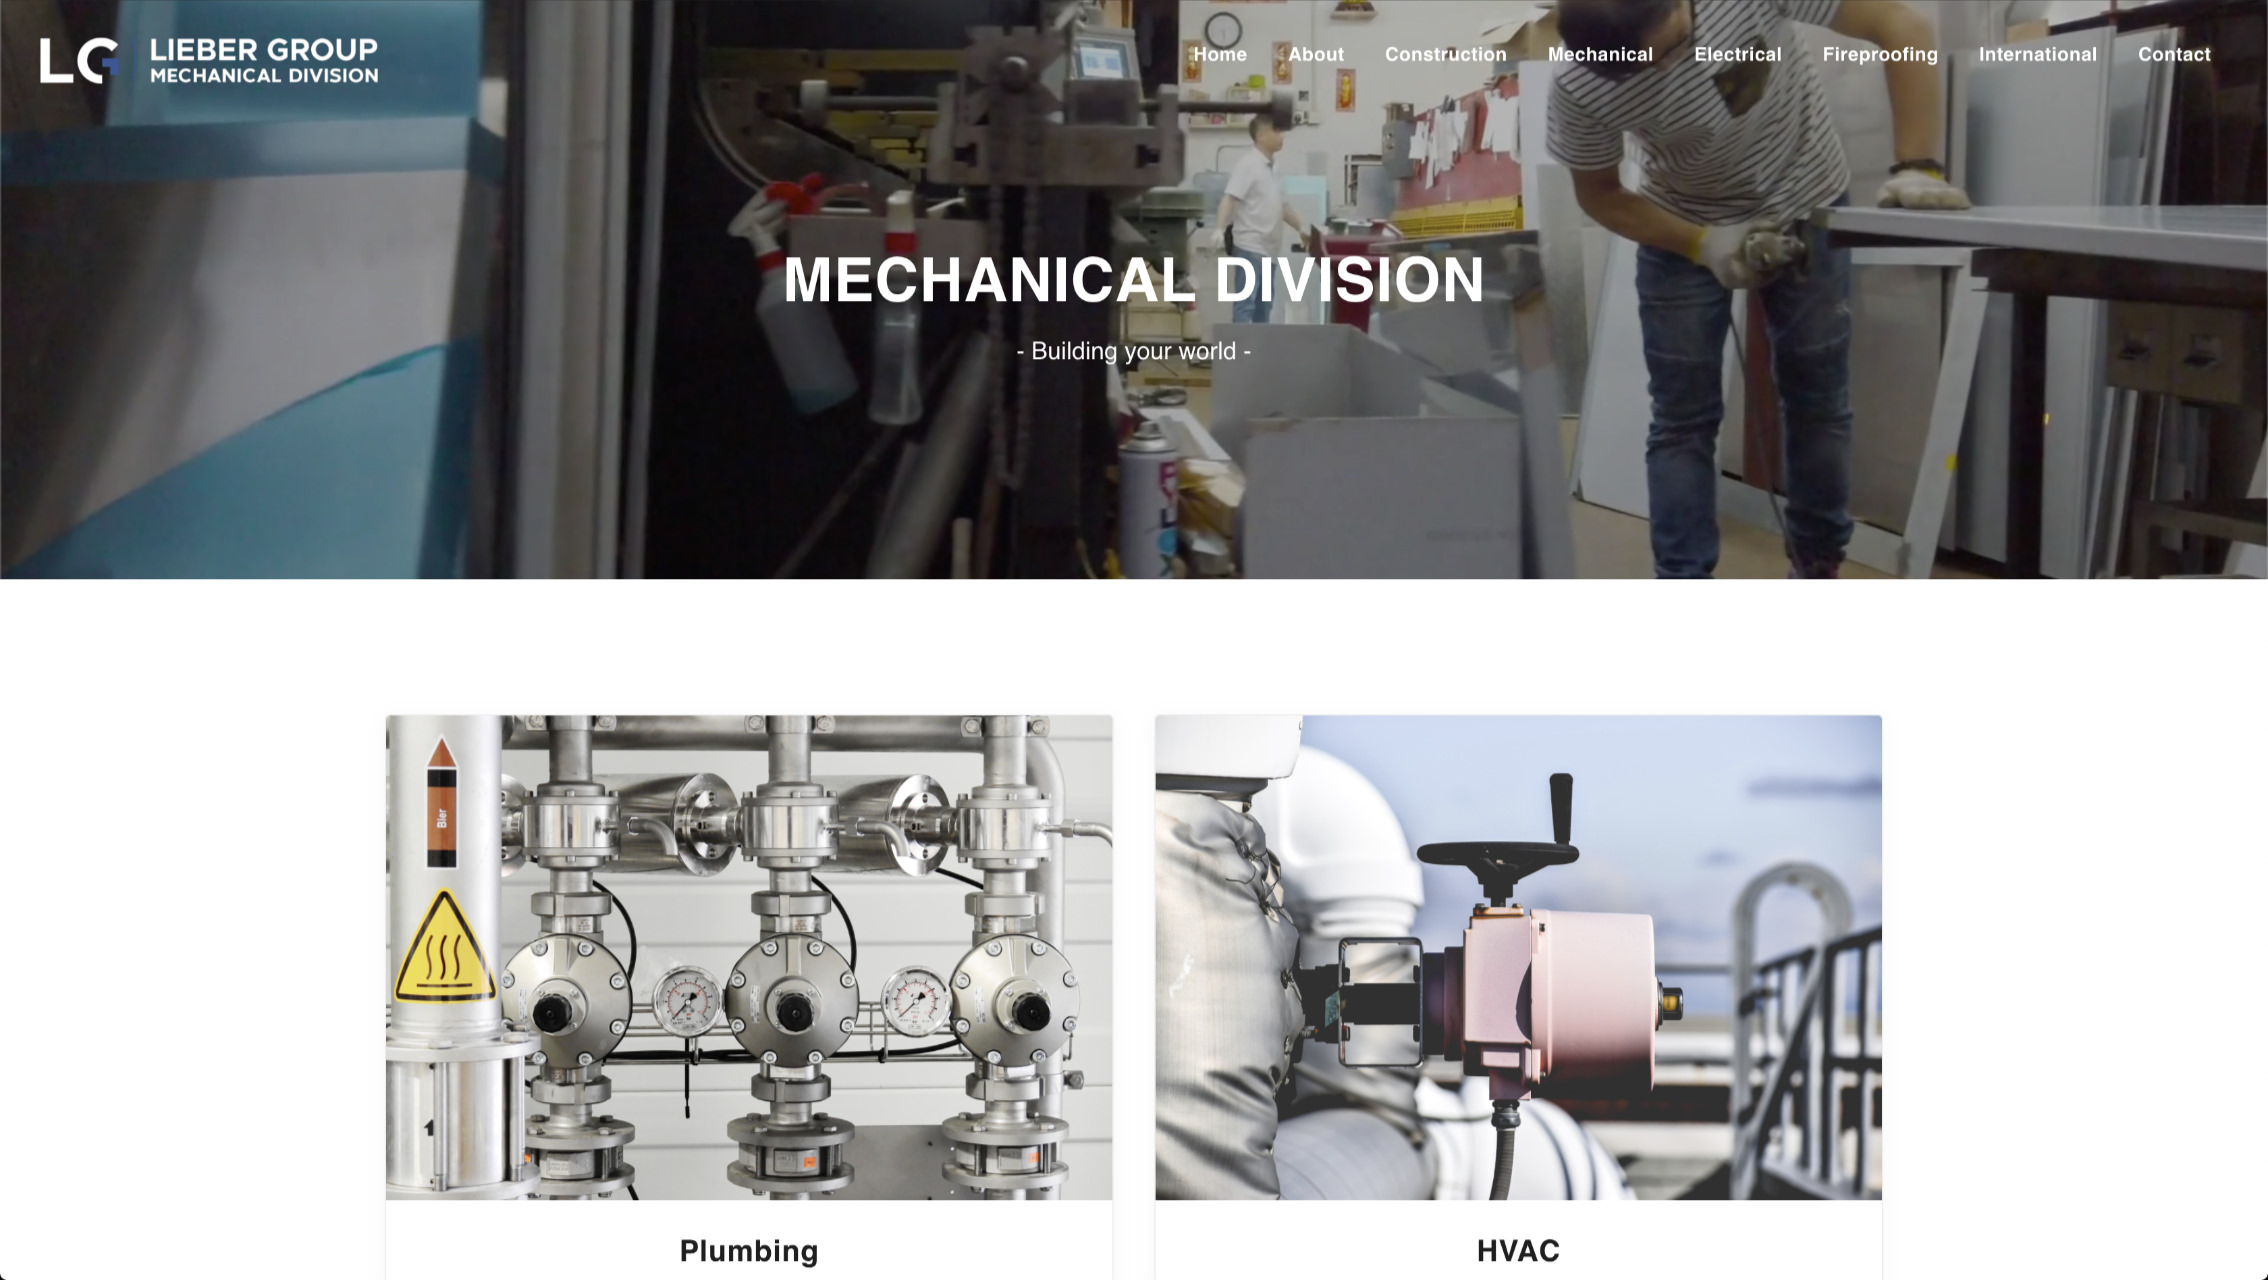 LG LIEBER GROUP
MECHANICAL DIVISION
Home About Construction Mechanical Electrical Fireproofing International Contact
MECHANICAL DIVISION
- Building your world -
Bier
Plumbing
HVAC